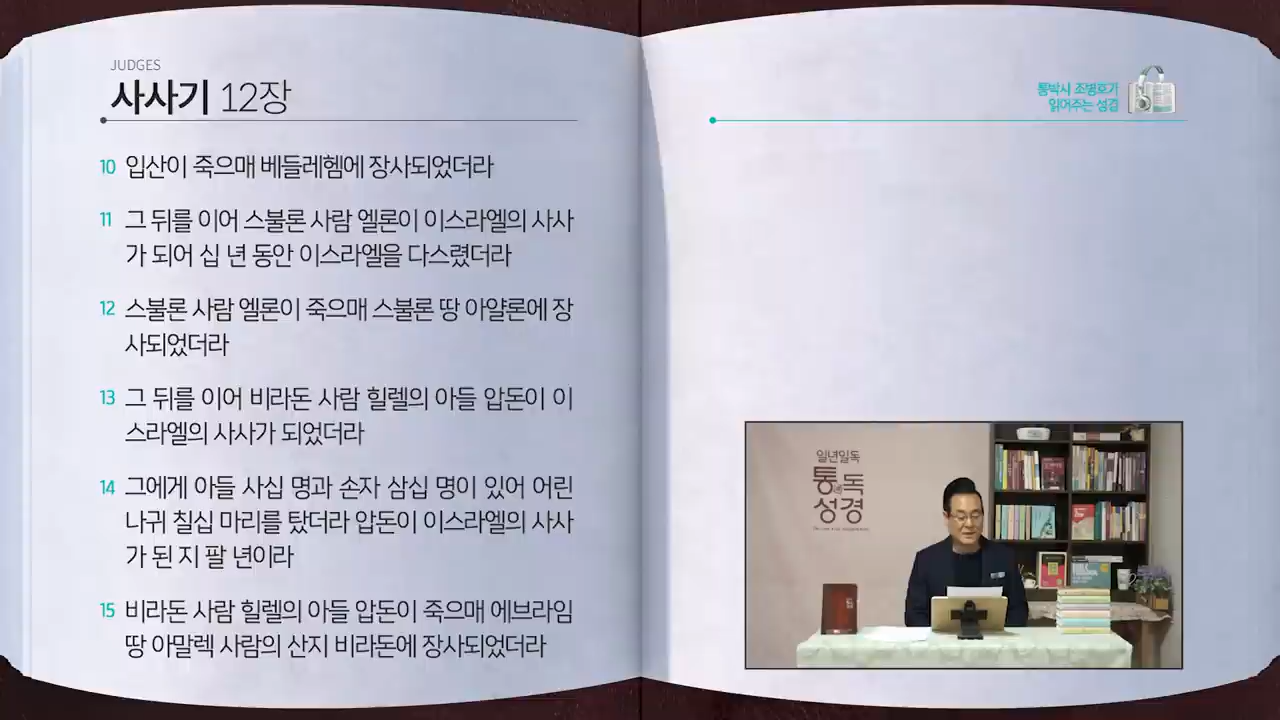 JUDGES
사사기 12장
10 입산이 죽으매 베들레헴에 장사되었더라
11 그 뒤를 이어 스불론 사람 엘론이 이스라엘의 사사
가 되어 십 년 동안 이스라엘을 다스렸더라
12 스불론 사람 엘론이 죽으매 스불론 땅 아얄론에 장
사되었더라
13 그 뒤를 이어 비라돈 사람 힐렐의 아들 압돈이 이
스라엘의 사사가 되었더라
14 그에게 아들 사십 명과 손자 삼십 명이 있어 어린
나귀 칠십 마리를 탔더라 압돈이 이스라엘의 사사
가 된 지 팔 년이라
15 비라돈 사람 힐렐의 아들 압돈이 죽으매 에브라임
땅 아말렉 사람의 산지 비라돈에 장사되었더라
통박사 조병호가
읽어주는 성경
일년일독
통독
성경